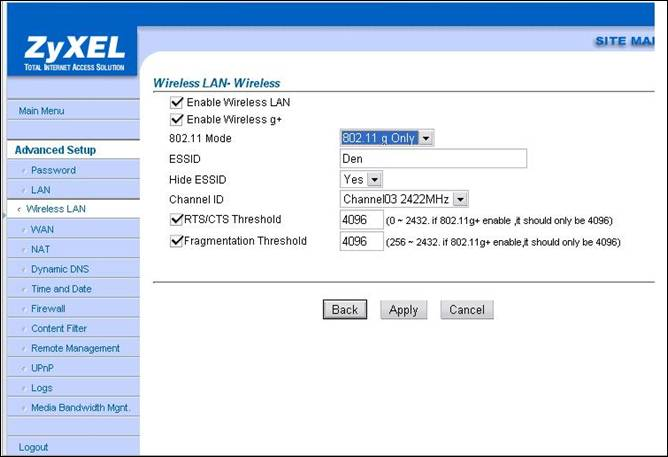 ZyXEL
TOTAL INTERNET ACCESS SOLUTION
SITE MA
Main Menu
Advanced Setup
Password
LAN
Wireless LAN
WAN
NAT
Dynamic DNS
Time and Date
Firewall
Content Filter
Remote Management
UPnP
Logs
Media Bandwidth Mgnt.
Logout
Wireless LAN- Wireless
Enable Wireless LAN
Enable Wireless g+
802.11 Mode 802.11 g Only
ESSID Den
Hide ESSID Yes
Channel ID Channel03 2422MHz
RTS/CTS Threshold 4096 (0 ~ 2432. if 802.11g+ enable ,it should only be 4096)
Fragmentation Threshold 4096 (256 ~ 2432. if 802.11g+ enable,it should only be 4096)
Back Apply Cancel